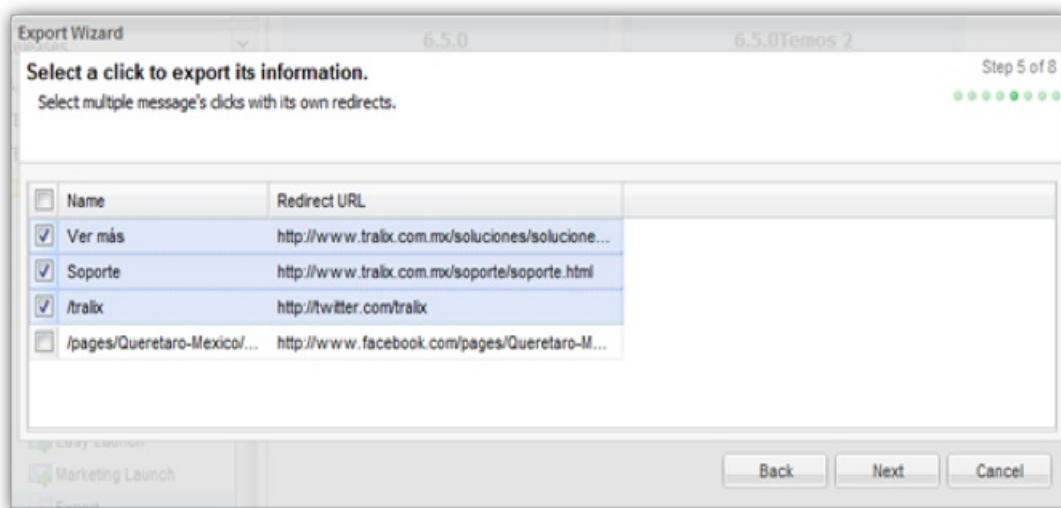 Export Wizard
6.5.0
6.5.0Temos 2
Select a click to export its information.
Step 5 of 8
Select multiple message's clicks with its own redirects.
Name Redirect URL
Ver más http://www.tralix.com.mx/soluciones/solucione...
Soporte http://www.tralix.com.mx/soporte/soporte.html
/tralix http://twitter.com/tralix
/pages/Queretaro-Mexico/... http://www.facebook.com/pages/Queretaro-M...
Easy Launch
Marketing Launch
Back Next Cancel
Export